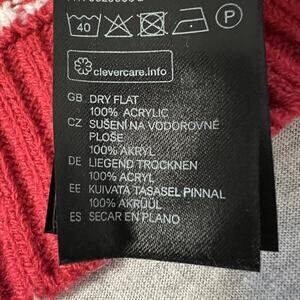 40
P
clevercare.info
GB DRY FLAT
100% ACRYLIC
CZ SUŠENÍ NA VODOROVNÉ
PLOŠE
100% AKRYL
DE LIEGEND TROCKNEN
100% ACRYL
EE KUIVATA TASASEL PINNAL
100% AKRÜÜL
ES SECAR EN PLANO